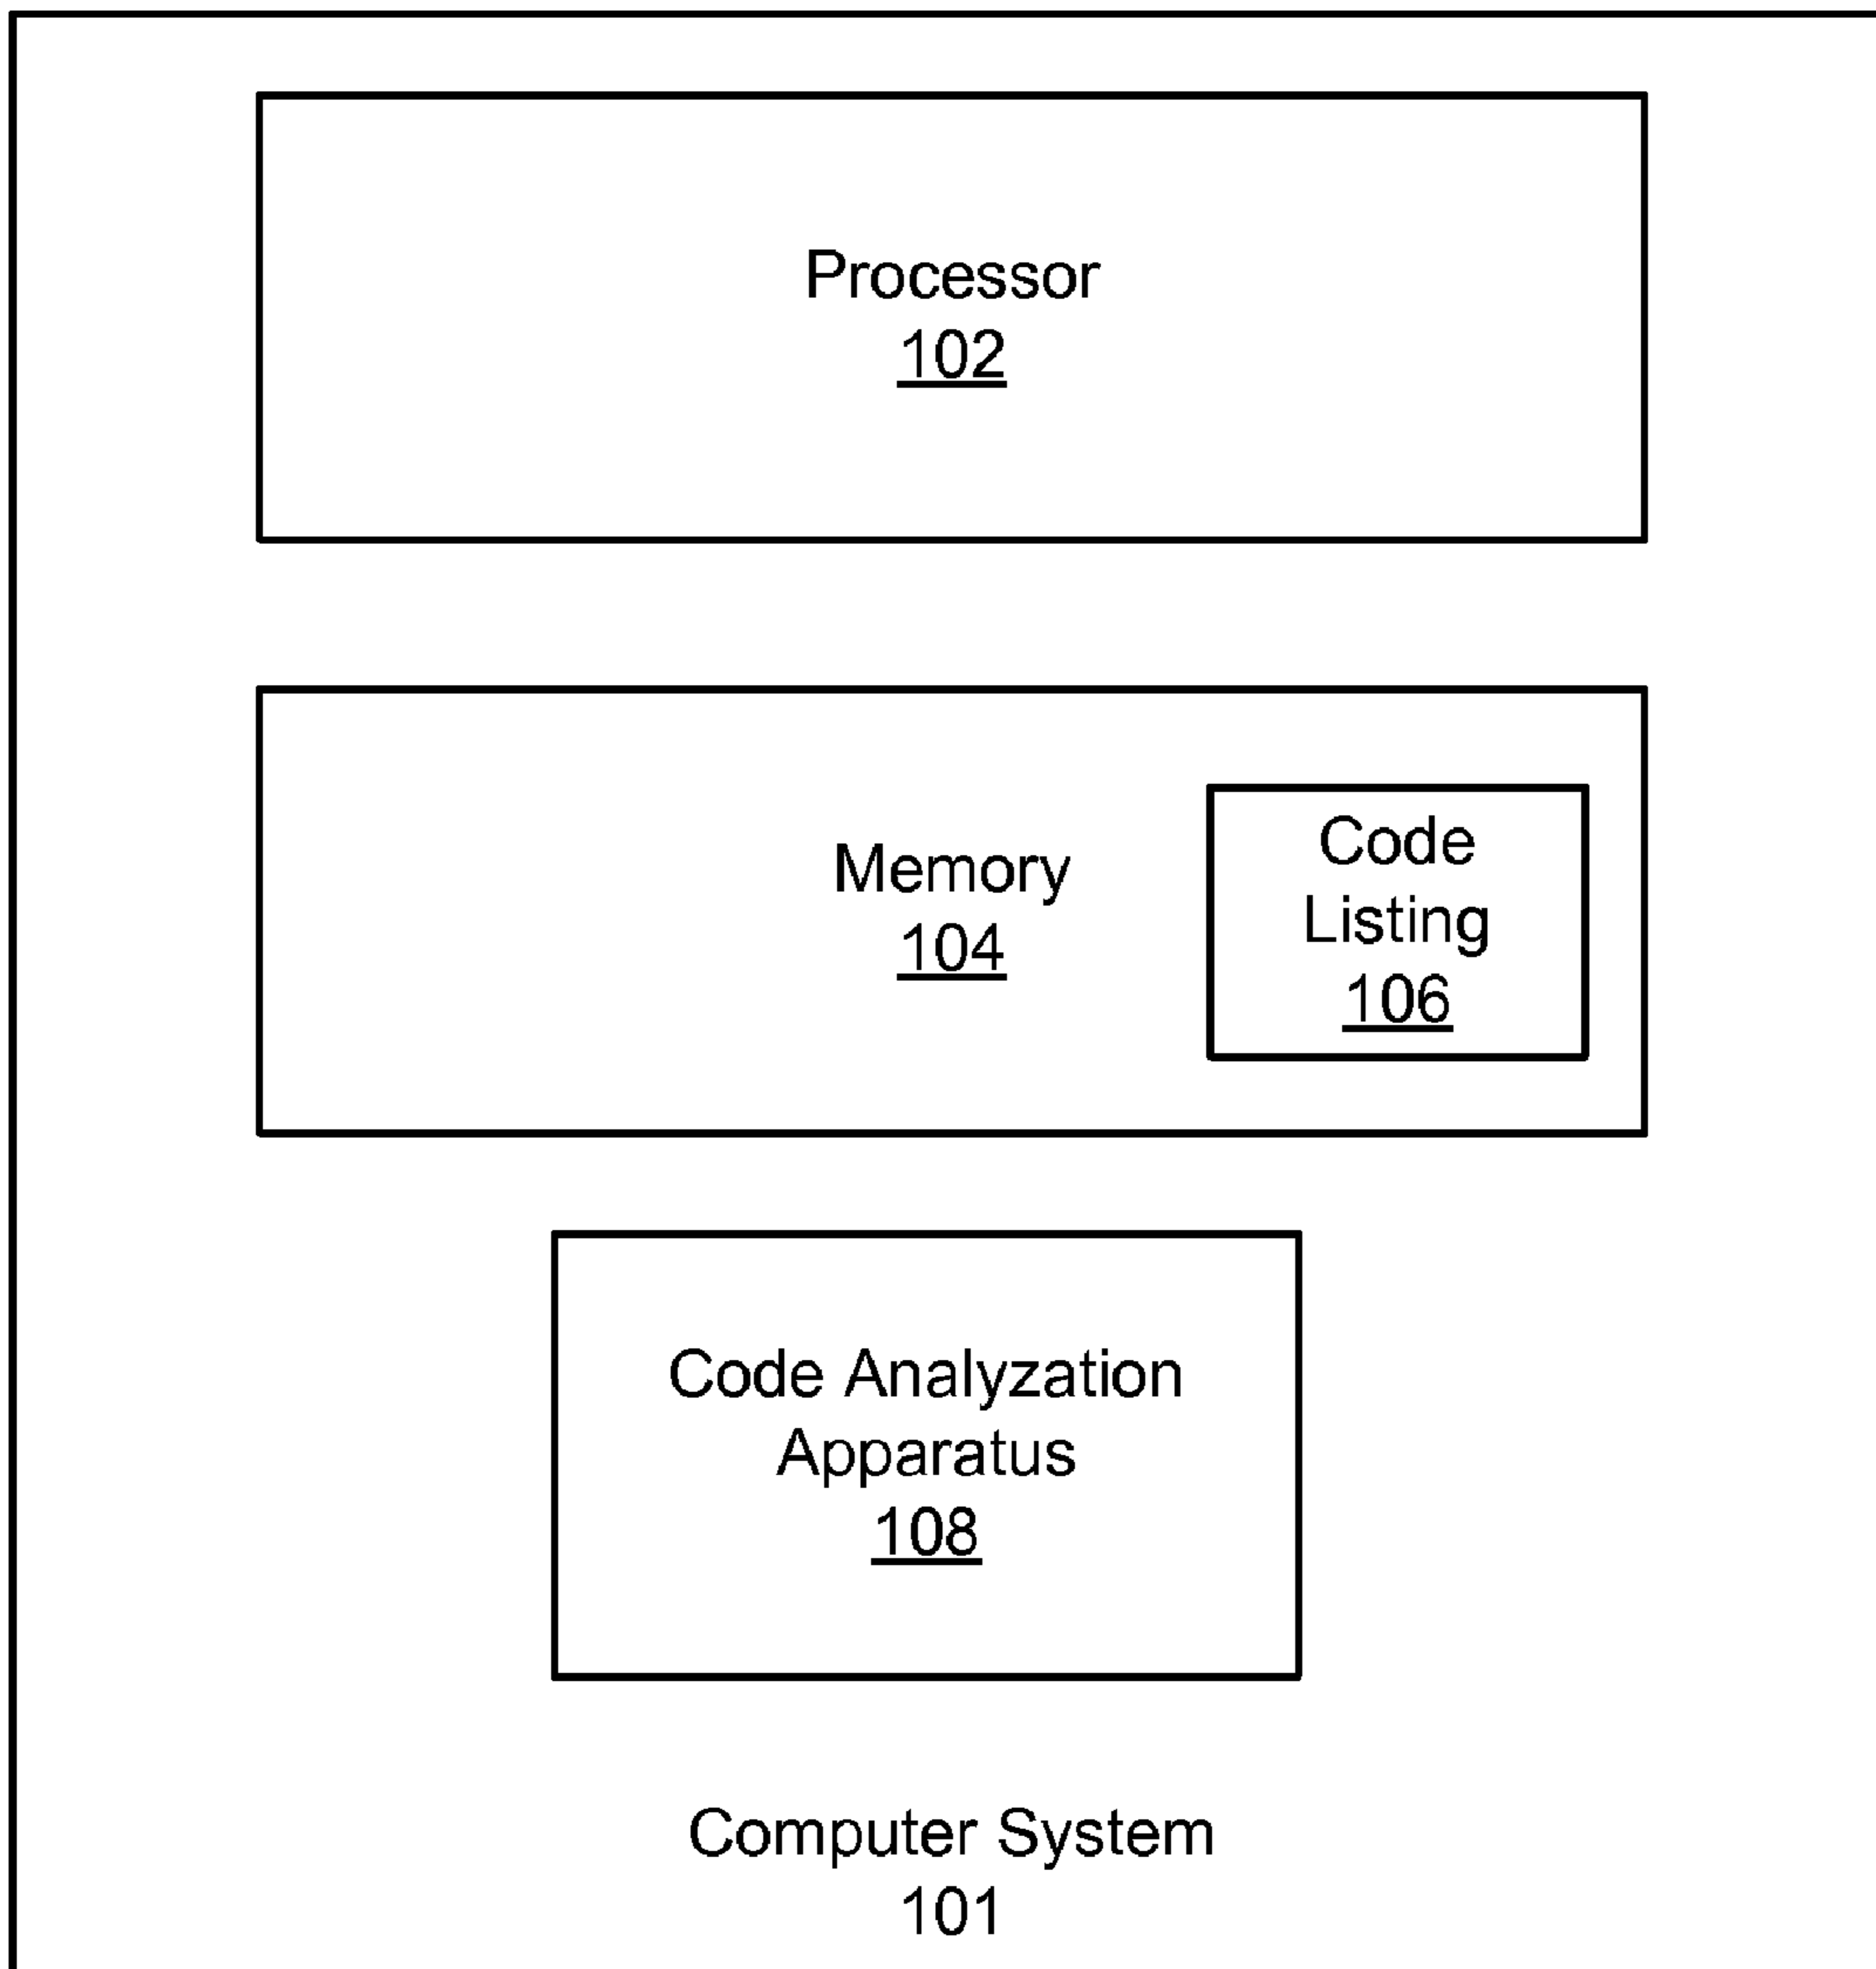 Processor
102
Memory
104
Code
Listing
106
Code Analyzation
Apparatus
108
Computer System
101